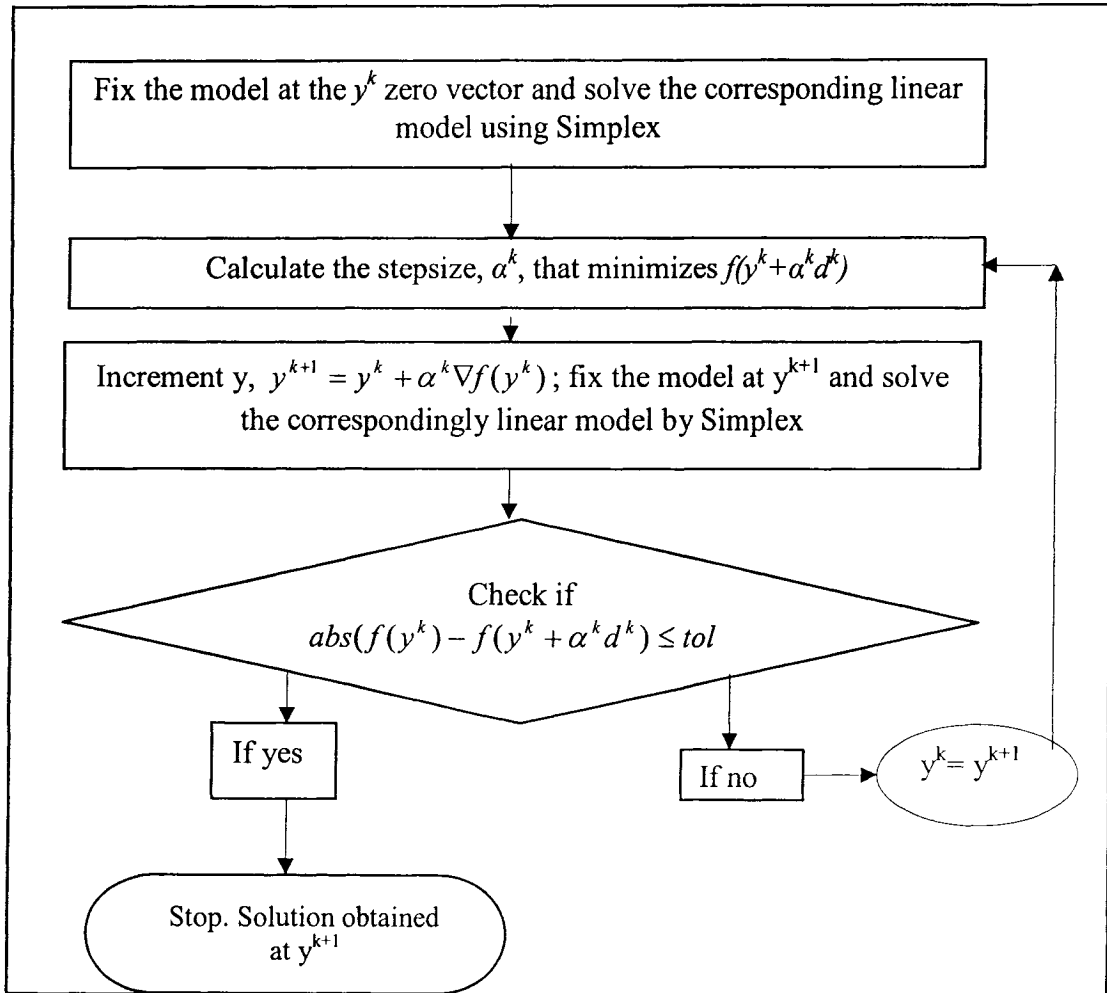 Fix the model at the y^k zero vector and solve the corresponding linear
model using Simplex
Calculate the stepsize, α^k, that minimizes f(y^k+α^k d^k)
Increment y, y^{k+1} = y^k + α^k ∇f(y^k); fix the model at y^{k+1} and solve
the correspondingly linear model by Simplex
Check if
abs(f(y^k) − f(y^k + α^k d^k) ≤ tol
If yes
If no
y^k= y^{k+1}
Stop. Solution obtained
at y^{k+1}